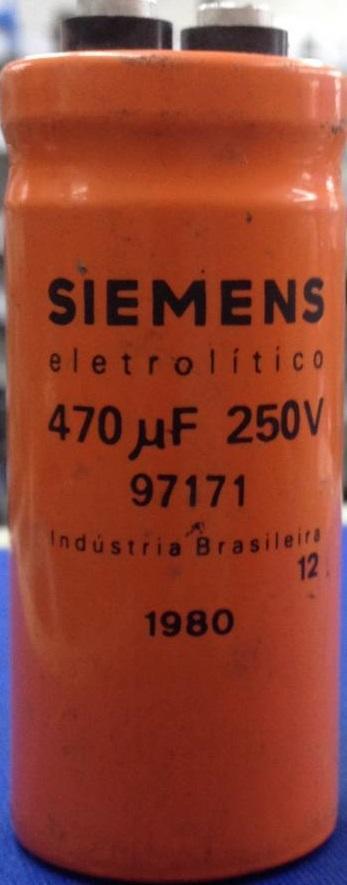 SIEMENS
eletrolítico
470 µF 250V
97171
Indústria Brasileira
12
1980